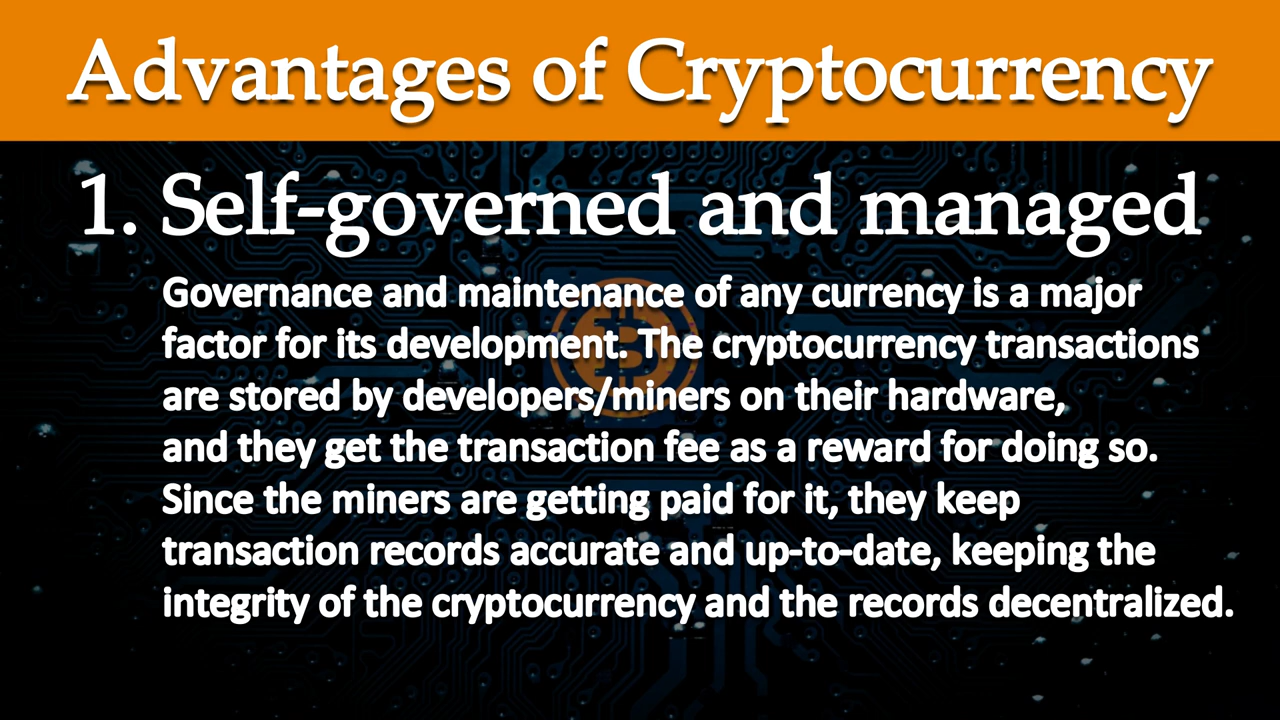 Advantages of Cryptocurrency
1. Self-governed and managed
Governance and maintenance of any currency is a major
factor for its development. The cryptocurrency transactions
are stored by developers/miners on their hardware,
and they get the transaction fee as a reward for doing so.
Since the miners are getting paid for it, they keep
transaction records accurate and up-to-date, keeping the
integrity of the cryptocurrency and the records decentralized.